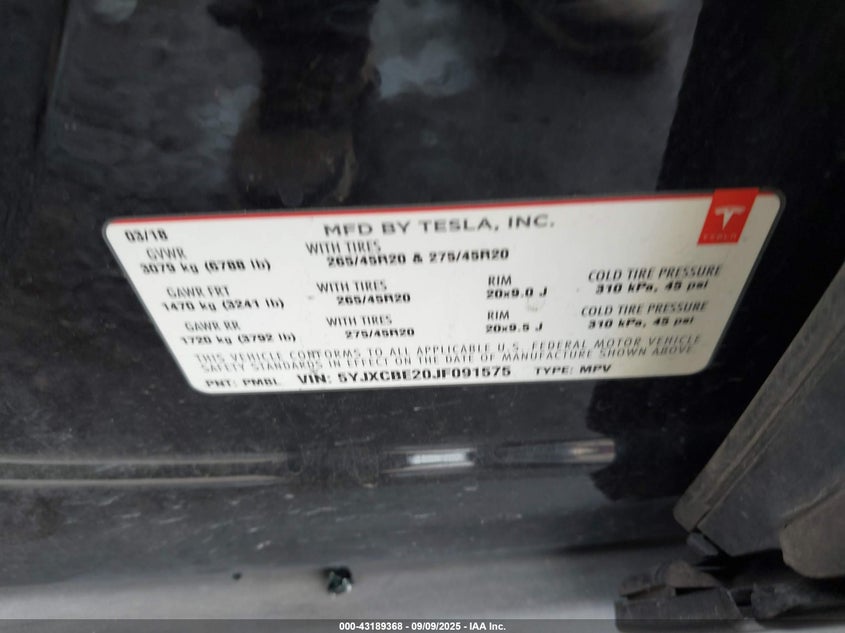 03/18 MFD BY TESLA, INC.
GVWR WITH TIRES
3079 kg (6788 lb) 265/45R20 & 275/45R20
GAWR FRT WITH TIRES RIM COLD TIRE PRESSURE
1470 kg (3241 lb) 265/45R20 20x9.0 J 310 kPa, 45 psi
GAWR RR WITH TIRES RIM COLD TIRE PRESSURE
1720 kg (3792 lb) 275/45R20 20x9.5 J 310 kPa, 45 psi
THIS VEHICLE CONFORMS TO ALL APPLICABLE U.S. FEDERAL MOTOR VEHICLE
SAFETY STANDARDS IN EFFECT ON THE DATE OF MANUFACTURE SHOWN ABOVE
PNT: PMBL VIN: 5YJXCBE20JF091575 TYPE: MPV
TESLA
000-43189368 - 09/09/2025 - IAA Inc.